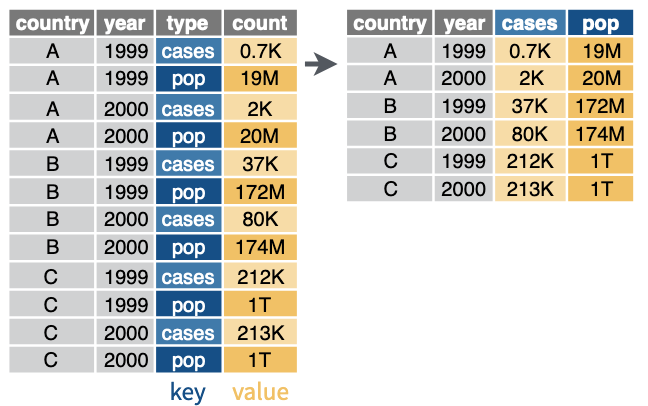 country year type count
A 1999 cases 0.7K
A 1999 pop 19M
A 2000 cases 2K
A 2000 pop 20M
B 1999 cases 37K
B 1999 pop 172M
B 2000 cases 80K
B 2000 pop 174M
C 1999 cases 212K
C 1999 pop 1T
C 2000 cases 213K
C 2000 pop 1T
key value
country year cases pop
A 1999 0.7K 19M
A 2000 2K 20M
B 1999 37K 172M
B 2000 80K 174M
C 1999 212K 1T
C 2000 213K 1T